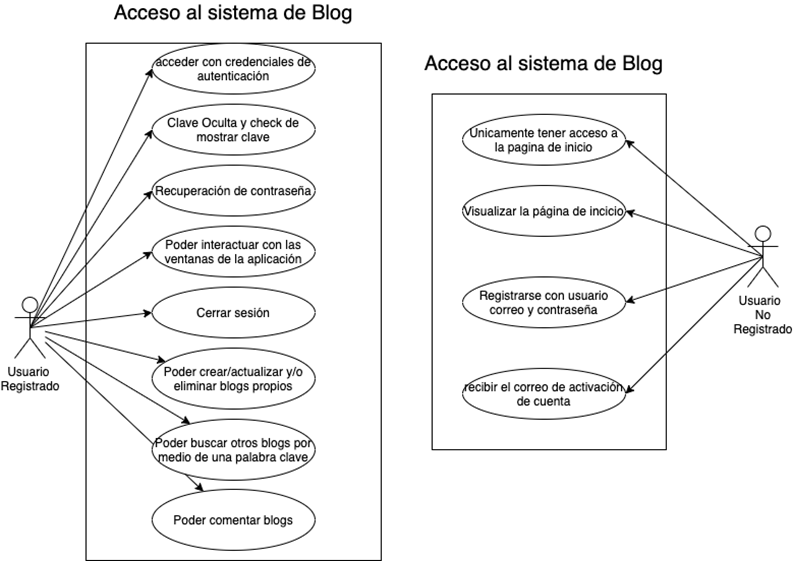 Acceso al sistema de Blog
acceder con credenciales de
autenticación
Clave Oculta y check de
mostrar clave
Recuperación de contraseña
Poder interactuar con las
ventanas de la aplicación
Cerrar sesión
Poder crear/actualizar y/o
eliminar blogs propios
Poder buscar otros blogs por
medio de una palabra clave
Poder comentar blogs
Usuario
Registrado
Acceso al sistema de Blog
Unicamente tener acceso a
la pagina de inicio
Visualizar la página de incicio
Registrarse con usuario
correo y contraseña
recibir el correo de activación
de cuenta
Usuario
No
Registrado